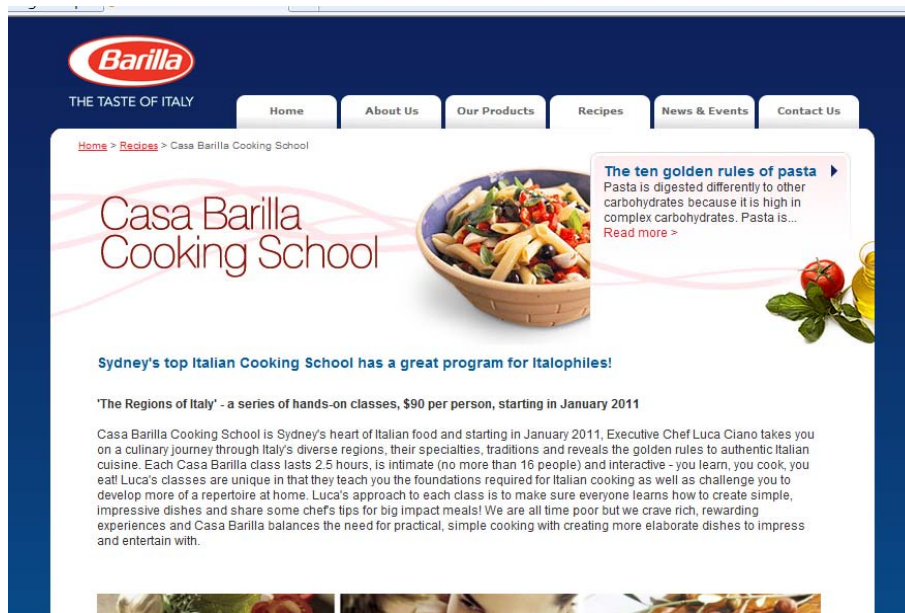 Barilla
THE TASTE OF ITALY
Home
About Us
Our Products
Recipes
News & Events
Contact Us
Home > Recipes > Casa Barilla Cooking School
Casa Barilla
Cooking School
The ten golden rules of pasta
Pasta is digested differently to other
carbohydrates because it is high in
complex carbohydrates. Pasta is...
Read more >
Sydney's top Italian Cooking School has a great program for Italophiles!
'The Regions of Italy' - a series of hands-on classes, $90 per person, starting in January 2011
Casa Barilla Cooking School is Sydney's heart of Italian food and starting in January 2011, Executive Chef Luca Ciano takes you
on a culinary journey through Italy's diverse regions, their specialties, traditions and reveals the golden rules to authentic Italian
cuisine. Each Casa Barilla class lasts 2.5 hours, is intimate (no more than 16 people) and interactive - you learn, you cook, you
eat! Luca's classes are unique in that they teach you the foundations required for Italian cooking as well as challenge you to
develop more of a repertoire at home. Luca's approach to each class is to make sure everyone learns how to create simple,
impressive dishes and share some chef's tips for big impact meals! We are all time poor but we crave rich, rewarding
experiences and Casa Barilla balances the need for practical, simple cooking with creating more elaborate dishes to impress
and entertain with.